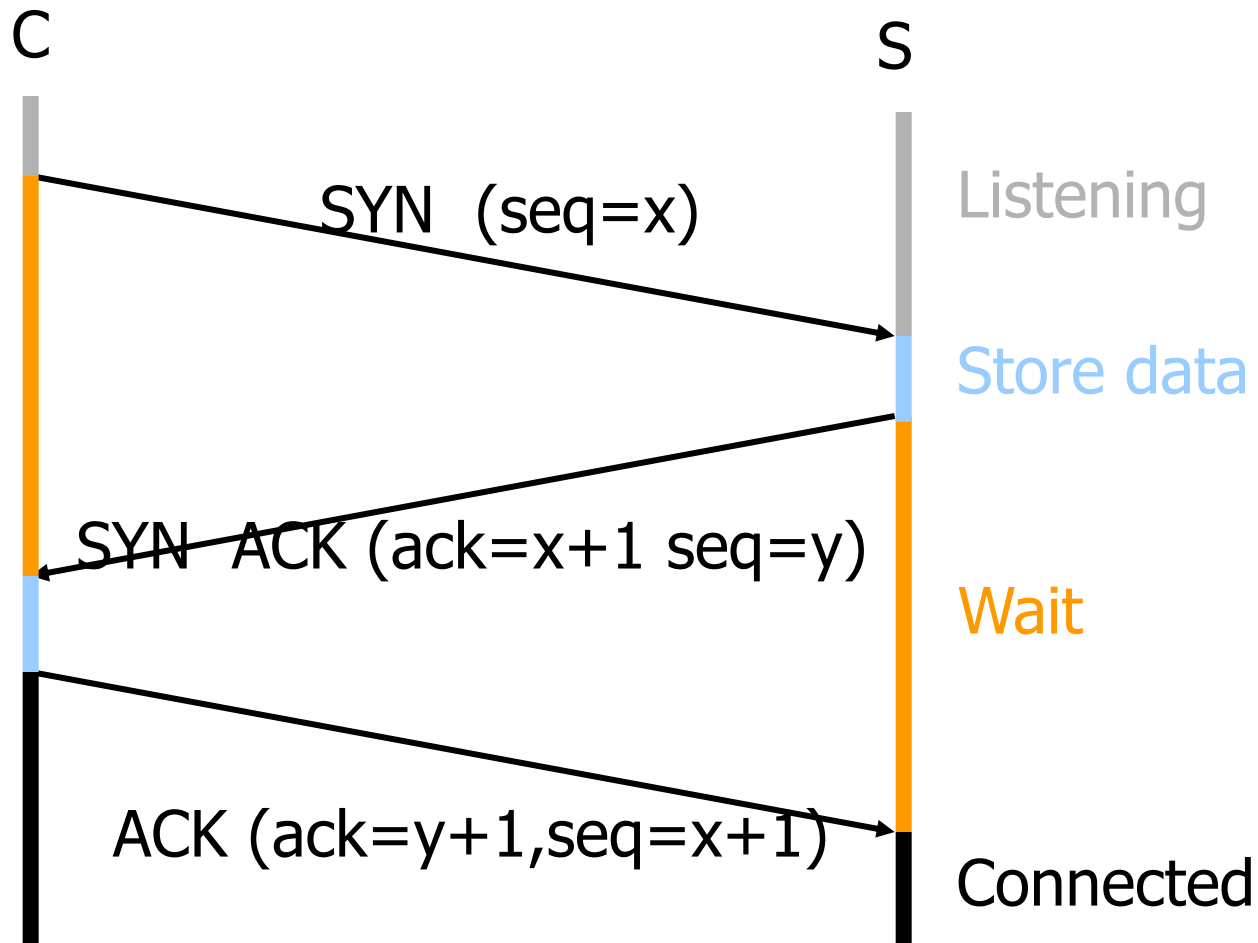 C
S
SYN (seq=x)
Listening
Store data
SYN ACK (ack=x+1 seq=y)
Wait
ACK (ack=y+1,seq=x+1)
Connected